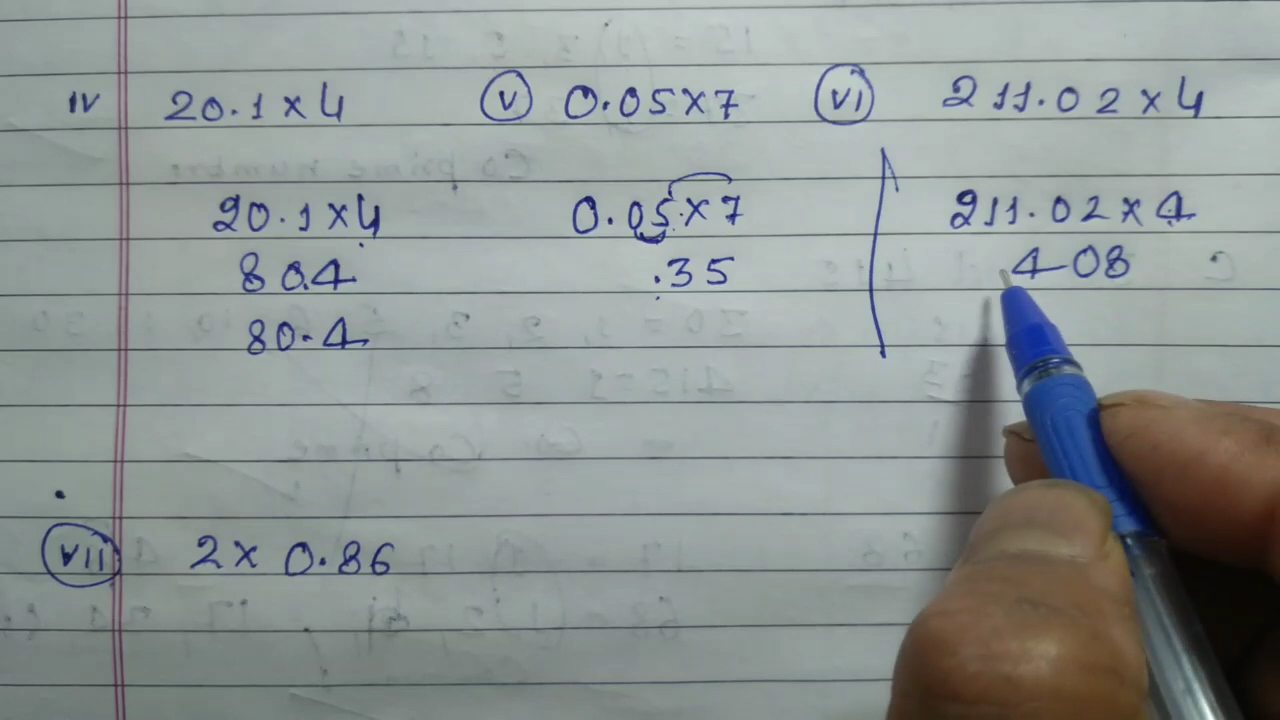 IV 20.1 x 4 V 0.05 x 7 VI 211.02 x 4
20.1 x 4 0.05 x 7 211.02 x 4
80.4 .35 408
80.4
VII 2 x 0.86